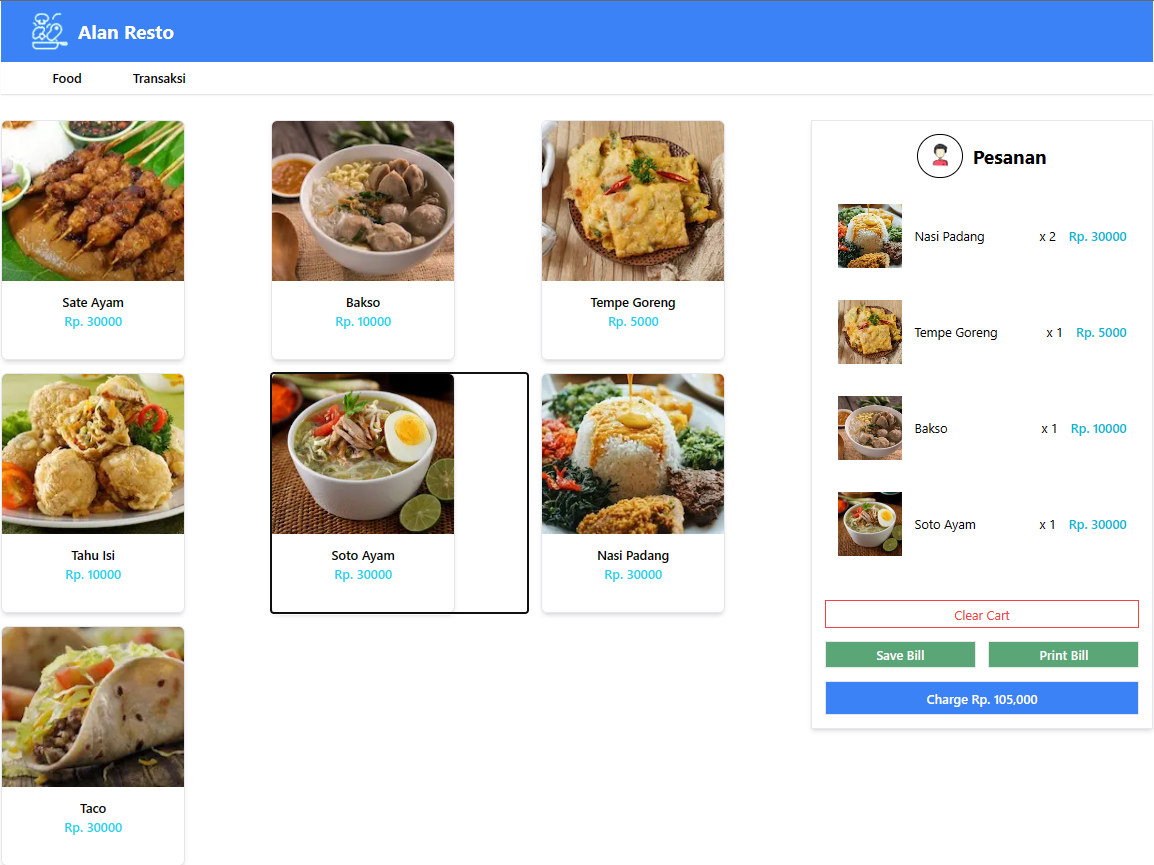 Alan Resto
Food Transaksi
Sate Ayam
Rp. 30000
Bakso
Rp. 10000
Tempe Goreng
Rp. 5000
Tahu Isi
Rp. 10000
Soto Ayam
Rp. 30000
Nasi Padang
Rp. 30000
Taco
Rp. 30000
Pesanan
Nasi Padang x 2 Rp. 30000
Tempe Goreng x 1 Rp. 5000
Bakso x 1 Rp. 10000
Soto Ayam x 1 Rp. 30000
Clear Cart
Save Bill Print Bill
Charge Rp. 105,000